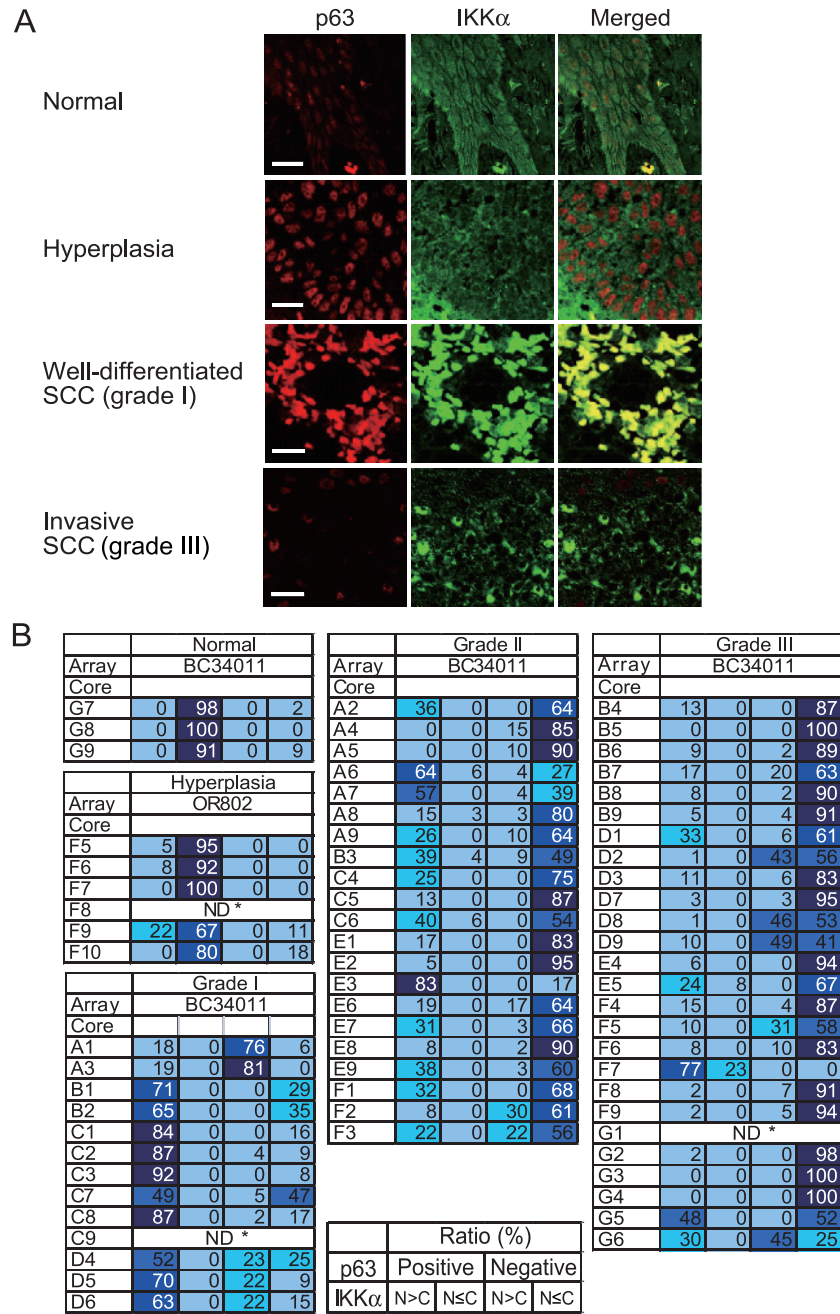 A
p63 IKKα Merged
Normal
Hyperplasia
Well-differentiated
SCC (grade I)
Invasive
SCC (grade III)
B
Normal
Array BC34011
Core
G7 0 98 0 2
G8 0 100 0 0
G9 0 91 0 9
Hyperplasia
Array OR802
Core
F5 5 95 0 0
F6 8 92 0 0
F7 0 100 0 0
F8 ND *
F9 22 67 0 11
F10 0 80 0 18
Grade I
Array BC34011
Core
A1 18 0 76 6
A3 19 0 81 0
B1 71 0 0 29
B2 65 0 0 35
C1 84 0 0 16
C2 87 0 4 9
C3 92 0 0 8
C7 49 0 5 47
C8 87 0 2 17
C9 ND *
D4 52 0 23 25
D5 70 0 22 9
D6 63 0 22 15
Grade II
Array BC34011
Core
A2 36 0 0 64
A4 0 0 15 85
A5 0 0 10 90
A6 64 6 4 27
A7 57 0 4 39
A8 15 3 3 80
A9 26 0 10 64
B3 39 4 9 49
C4 25 0 0 75
C5 13 0 0 87
C6 40 6 0 54
E1 17 0 0 83
E2 5 0 0 95
E3 83 0 0 17
E6 19 0 17 64
E7 31 0 3 66
E8 8 0 2 90
E9 38 0 3 60
F1 32 0 0 68
F2 8 0 30 61
F3 22 0 22 56
Ratio (%)
p63 Positive Negative
IKKα N>C N≤C N>C N≤C
Grade III
Array BC34011
Core
B4 13 0 0 87
B5 0 0 0 100
B6 9 0 2 89
B7 17 0 20 63
B8 8 0 2 90
B9 5 0 4 91
D1 33 0 6 61
D2 1 0 43 56
D3 11 0 6 83
D7 3 0 3 95
D8 1 0 46 53
D9 10 0 49 41
E4 6 0 0 94
E5 24 8 0 67
F4 15 0 4 87
F5 10 0 31 58
F6 8 0 10 83
F7 77 23 0 0
F8 2 0 7 91
F9 2 0 5 94
G1 ND *
G2 2 0 0 98
G3 0 0 0 100
G4 0 0 0 100
G5 48 0 0 52
G6 30 0 45 25